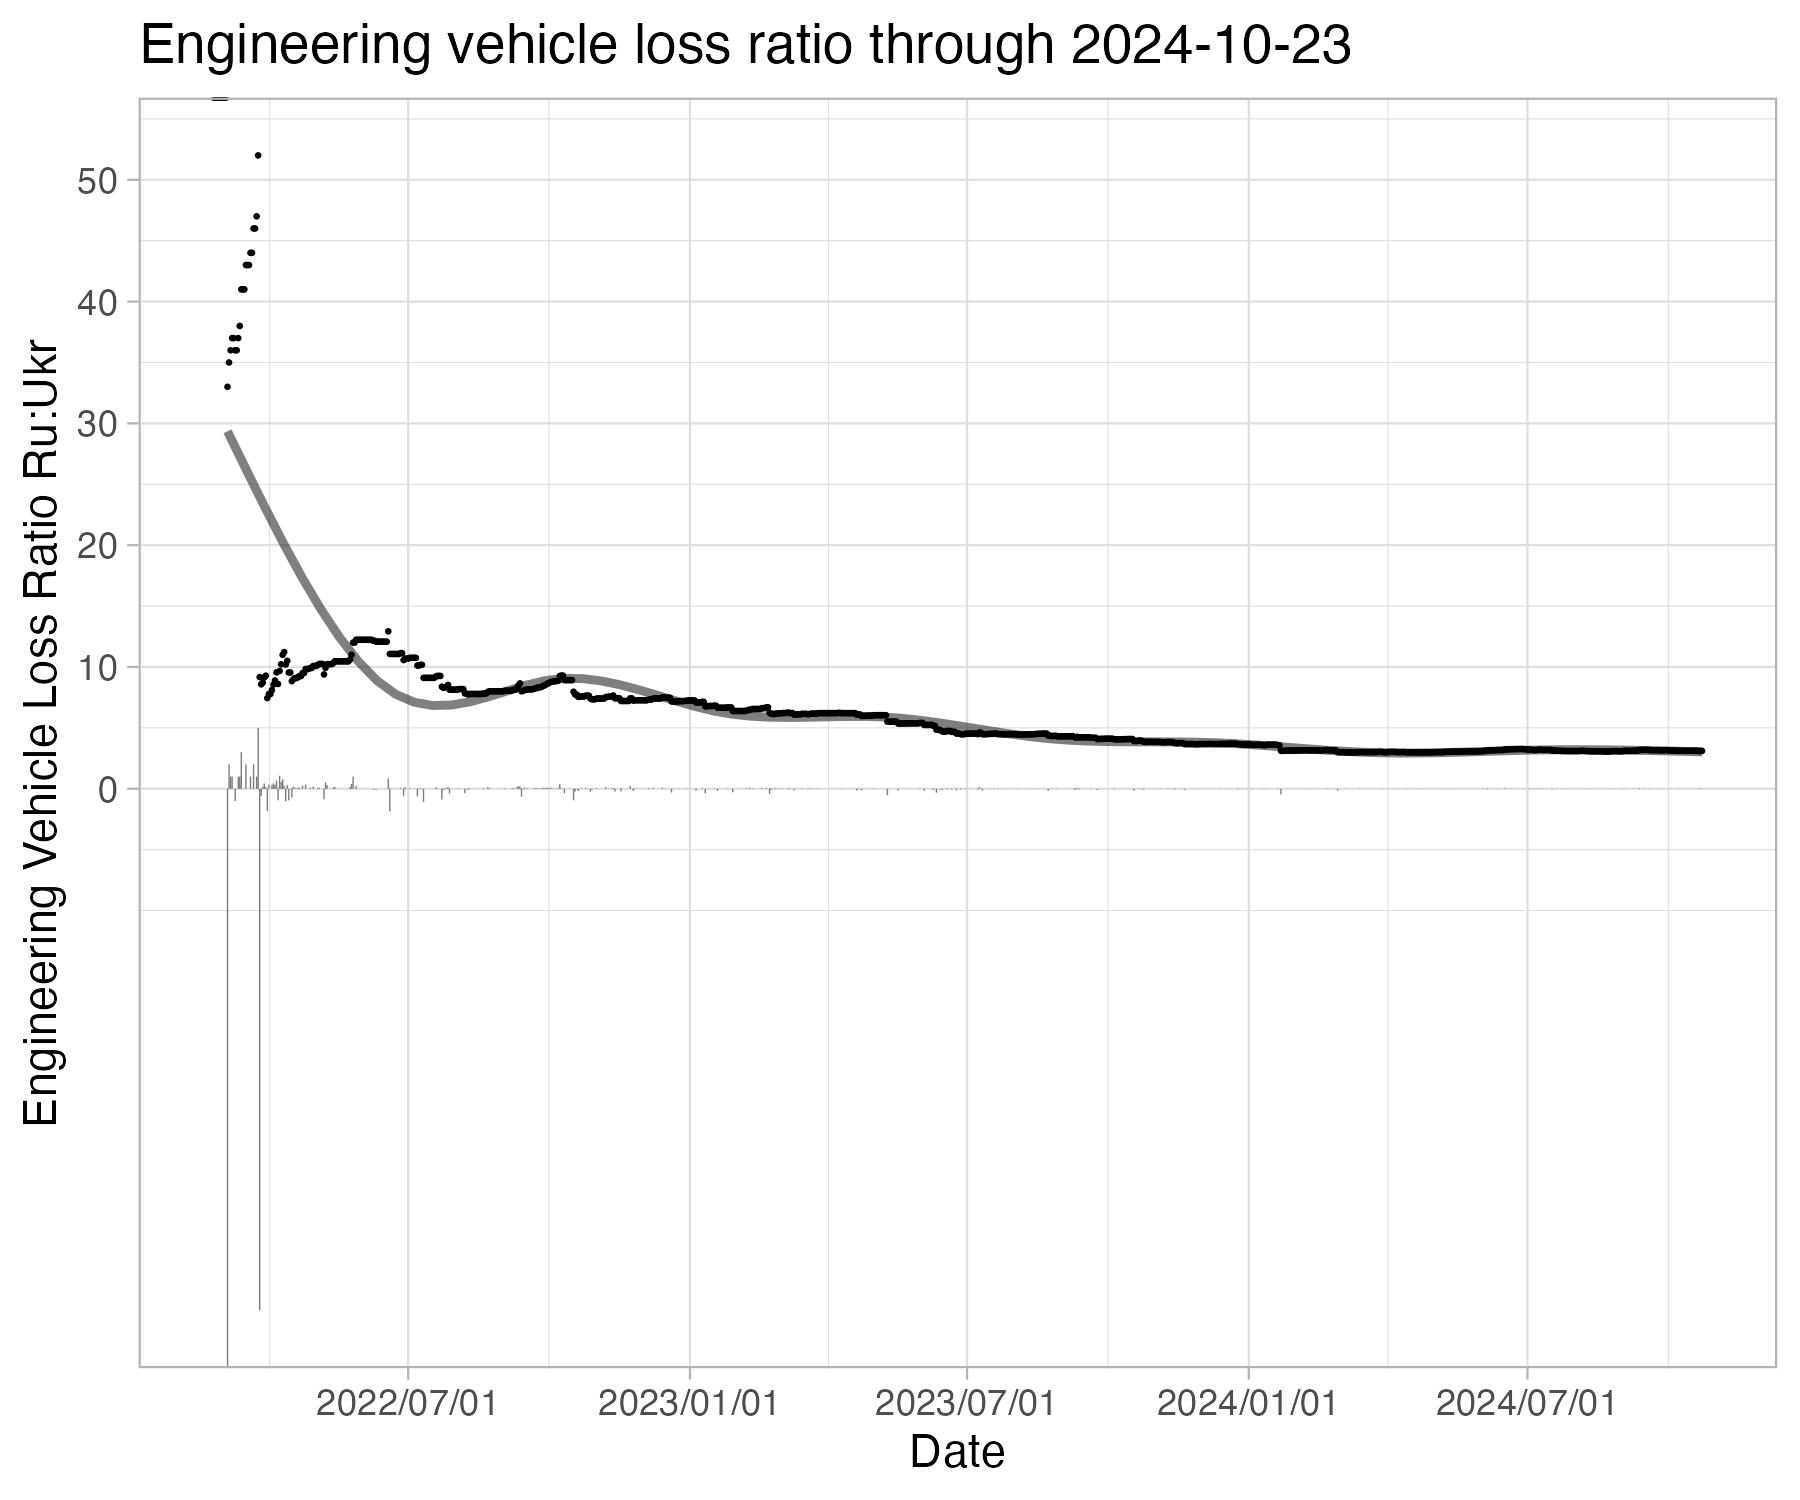 Engineering vehicle loss ratio through 2024-10-23
Engineering Vehicle Loss Ratio Ru:Ukr
50
40
30
20
10
0
2022/07/01 2023/01/01 2023/07/01 2024/01/01 2024/07/01
Date